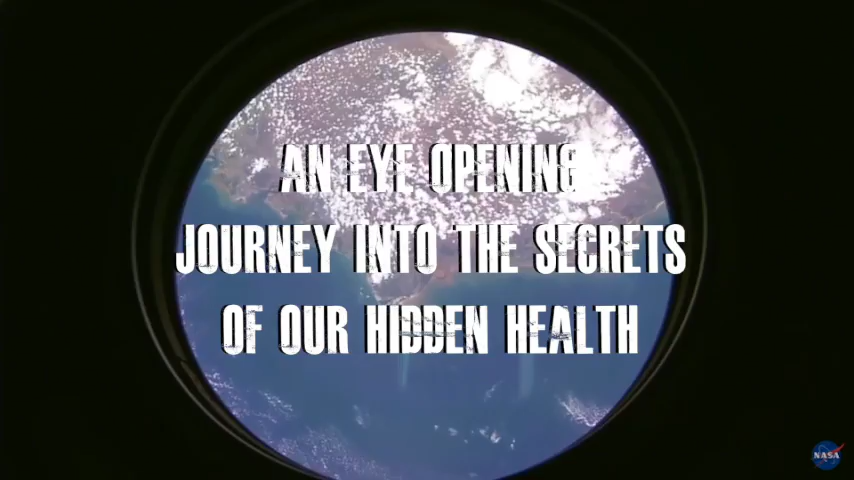 AN EYE OPENING
JOURNEY INTO THE SECRETS
OF OUR HIDDEN HEALTH
NASA